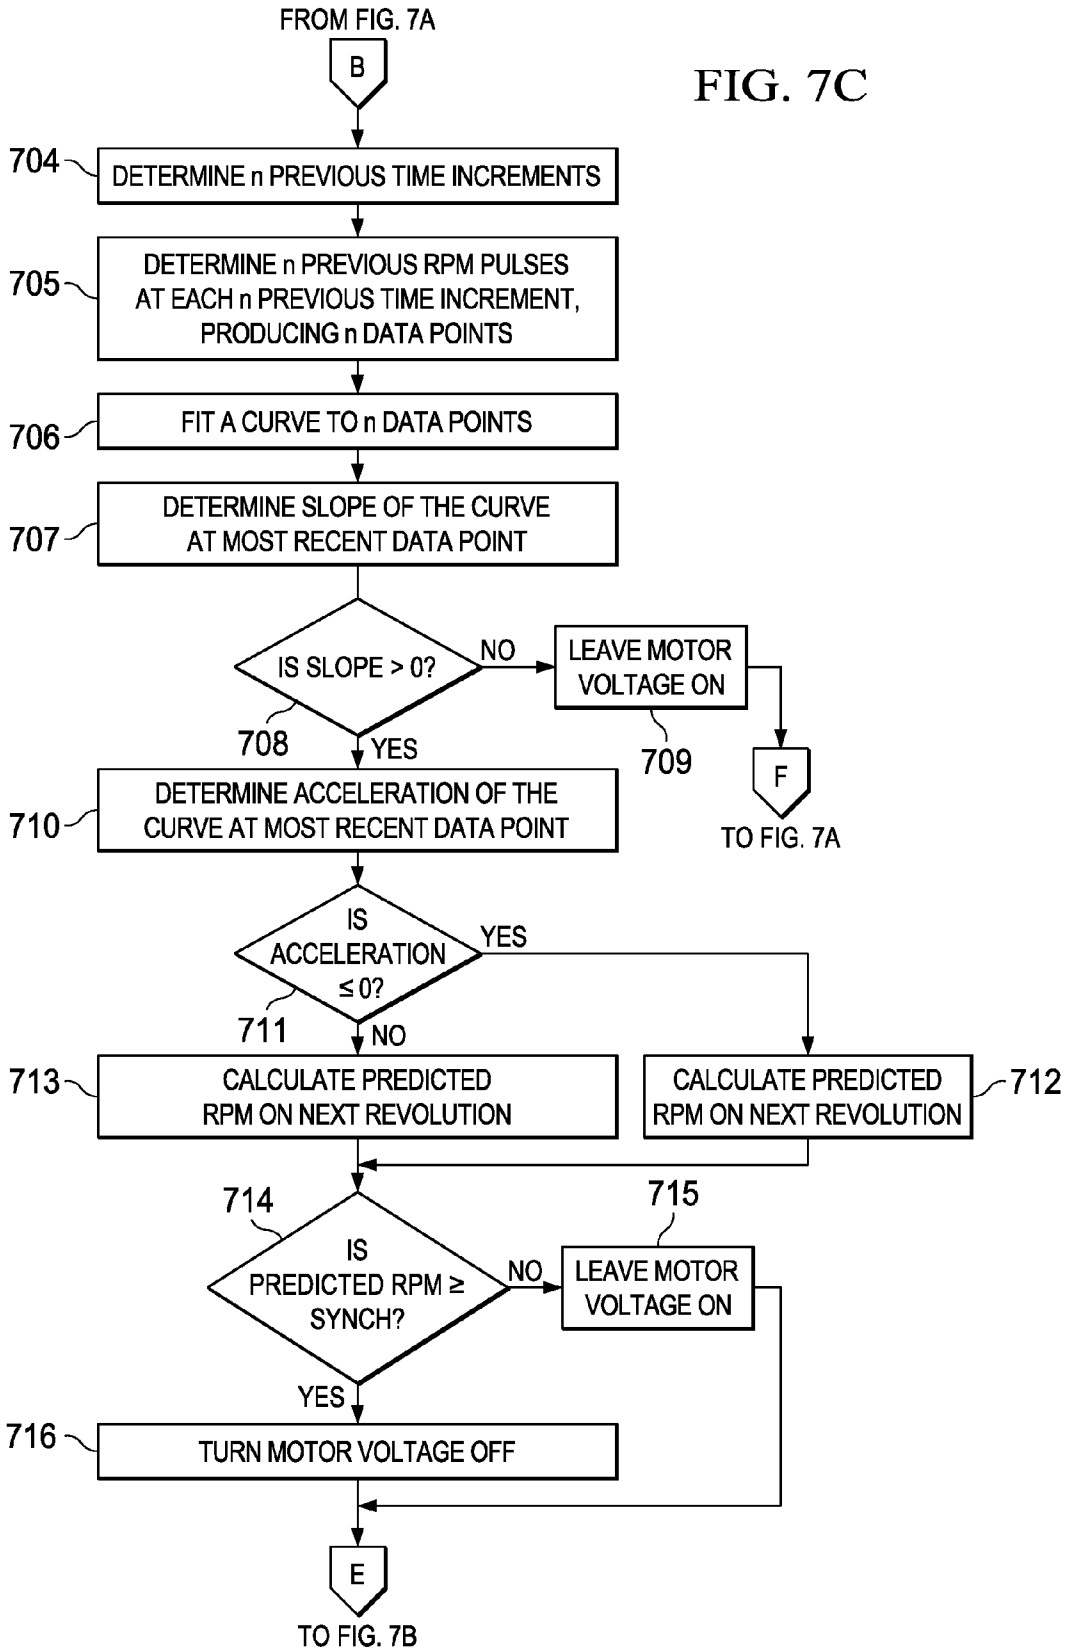 FROM FIG. 7A
B
FIG. 7C
704
DETERMINE n PREVIOUS TIME INCREMENTS
705
DETERMINE n PREVIOUS RPM PULSES
AT EACH n PREVIOUS TIME INCREMENT,
PRODUCING n DATA POINTS
706
FIT A CURVE TO n DATA POINTS
707
DETERMINE SLOPE OF THE CURVE
AT MOST RECENT DATA POINT
IS SLOPE > 0?
708
NO
LEAVE MOTOR
VOLTAGE ON
709
F
TO FIG. 7A
YES
710
DETERMINE ACCELERATION OF THE
CURVE AT MOST RECENT DATA POINT
IS
ACCELERATION
≤ 0?
711
YES
NO
713
CALCULATE PREDICTED
RPM ON NEXT REVOLUTION
CALCULATE PREDICTED
RPM ON NEXT REVOLUTION
712
714
IS
PREDICTED RPM ≥
SYNCH?
NO
715
LEAVE MOTOR
VOLTAGE ON
YES
716
TURN MOTOR VOLTAGE OFF
E
TO FIG. 7B